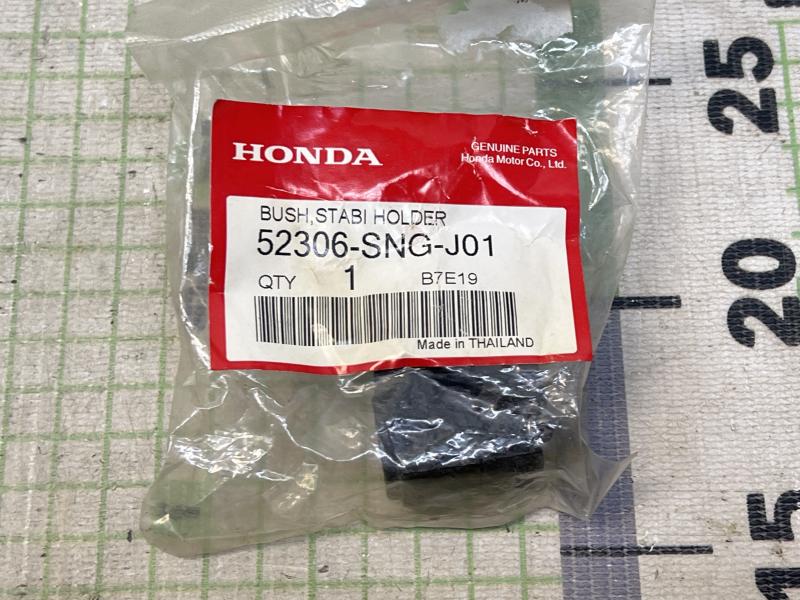 HONDA
GENUINE PARTS
Honda Motor Co., Ltd.
BUSH,STABI HOLDER
52306-SNG-J01
QTY 1 B7E19
Made in THAILAND
25
20
15